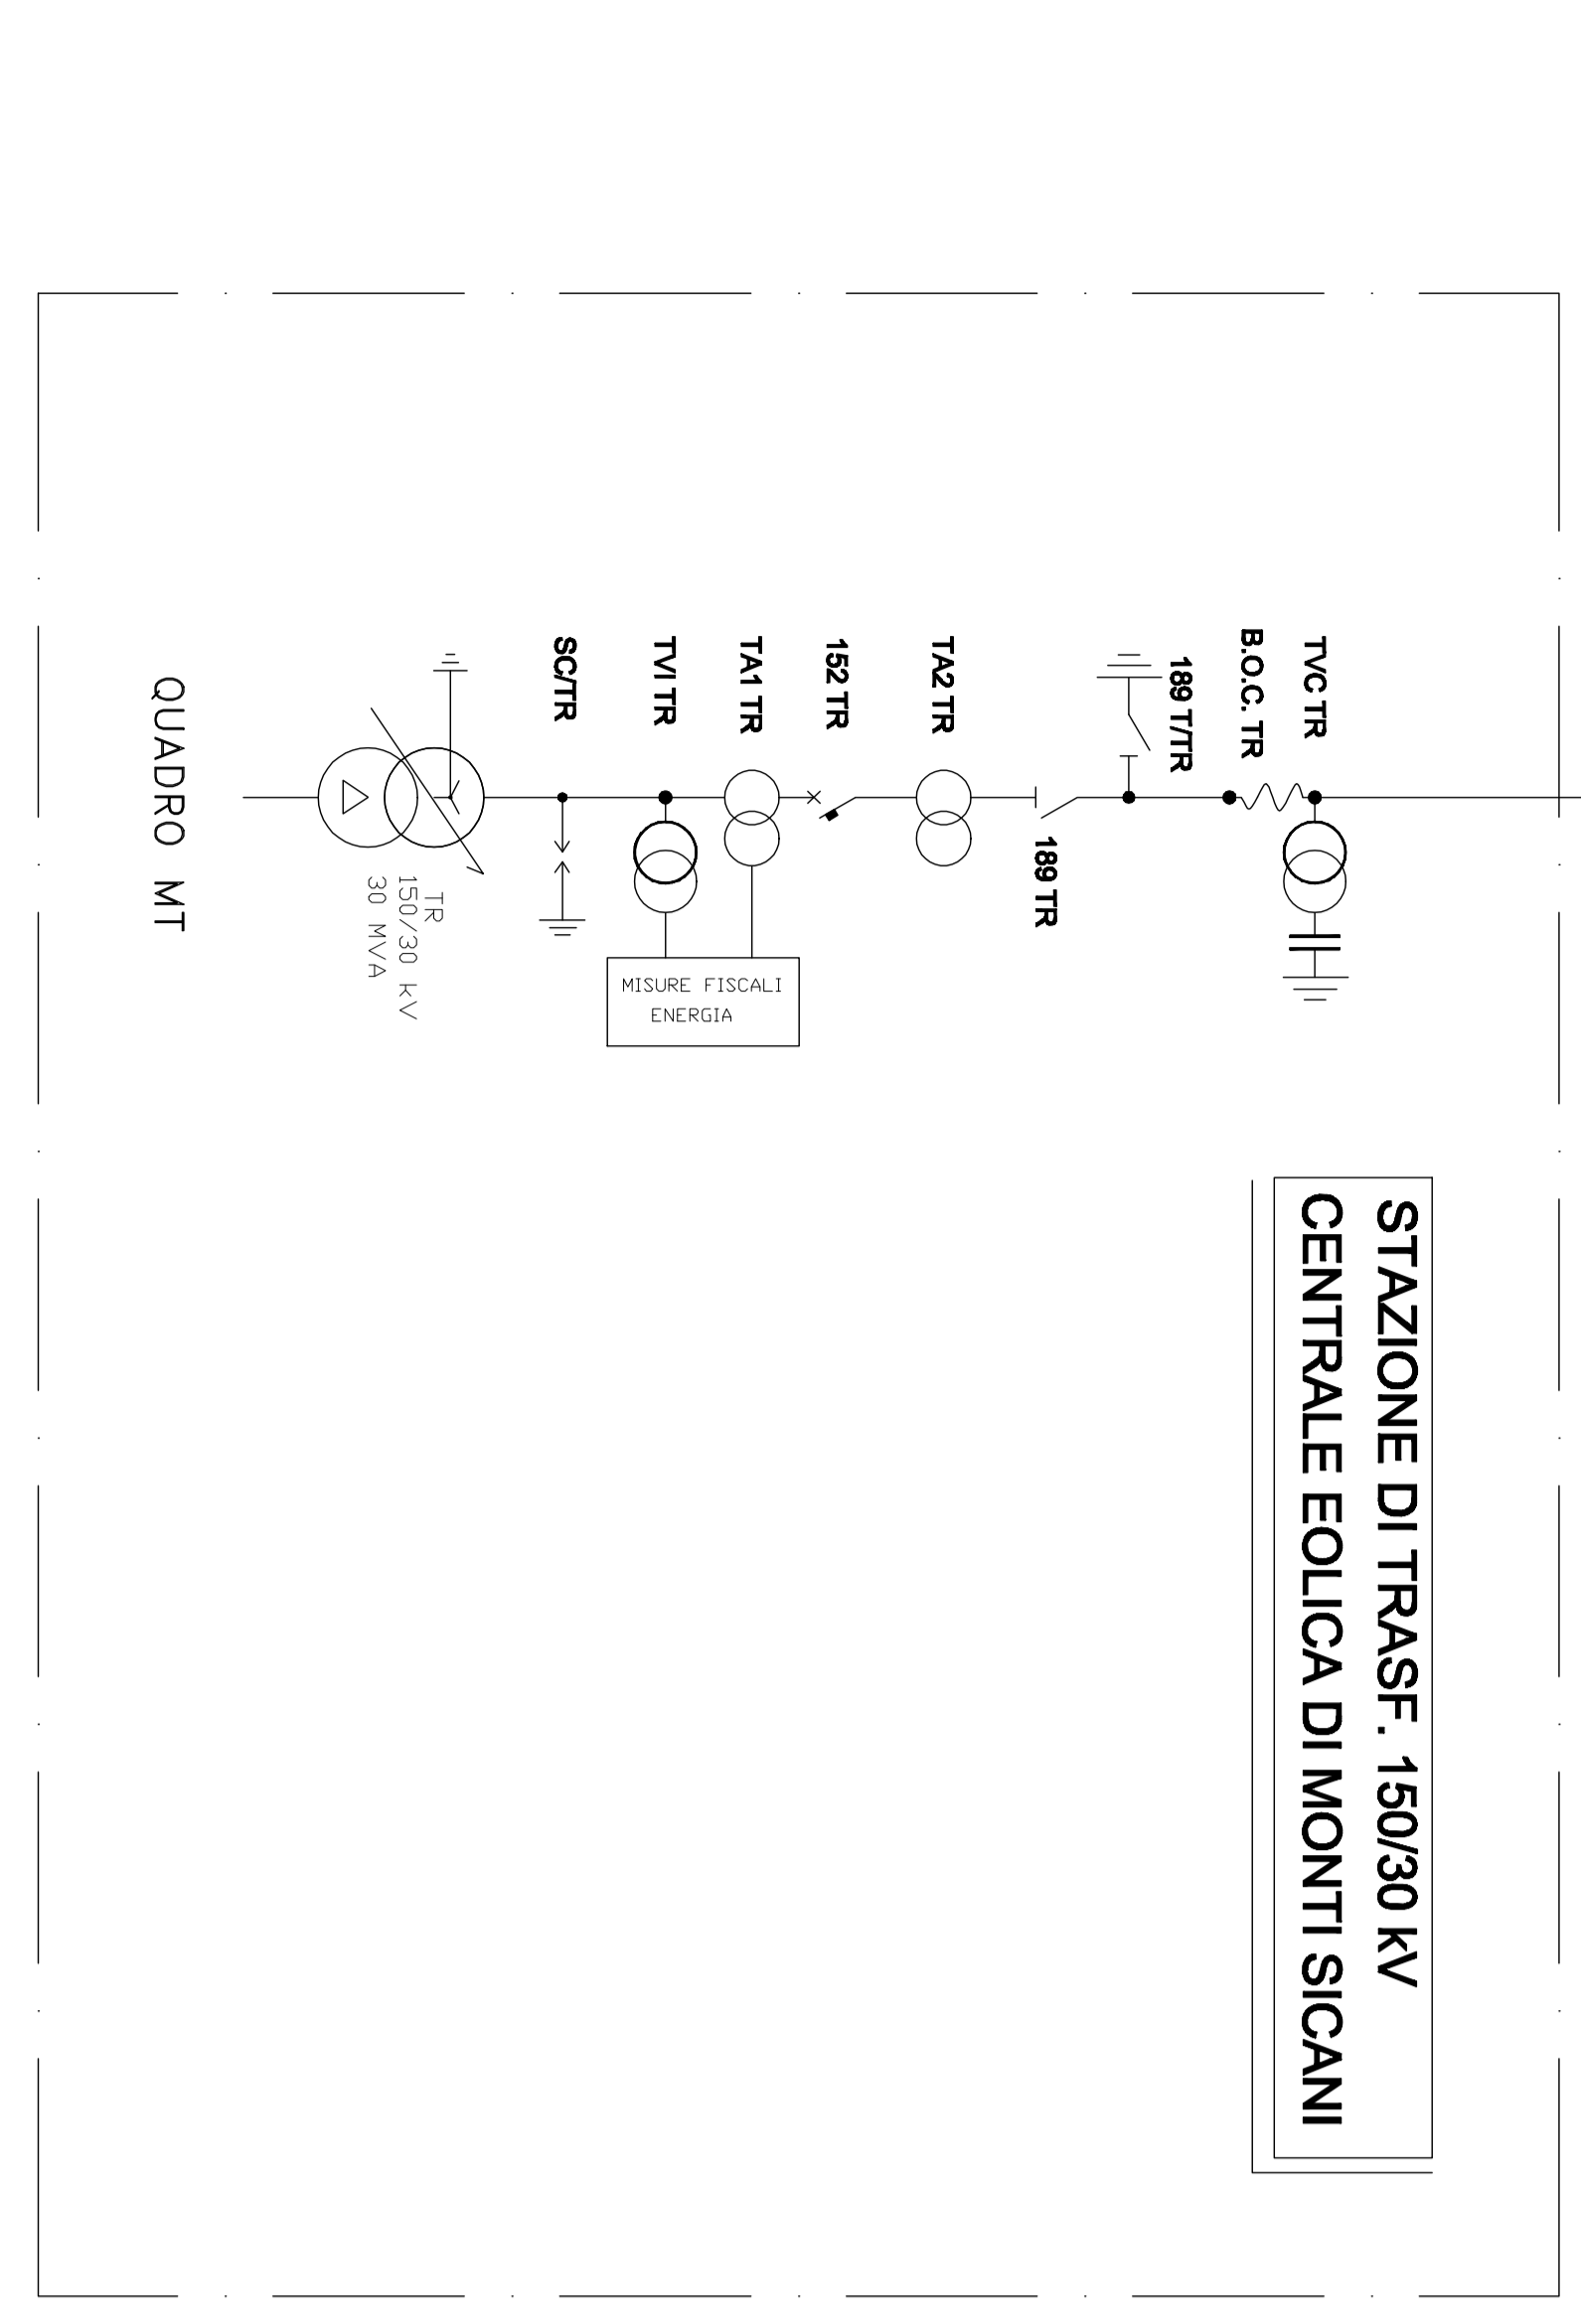 STAZIONE DI TRASF. 150/30 kV
CENTRALE EOLICA DI MONTI SICANI
TVC TR
B.O.C. TR
189 T/TR
189 TR
TA2 TR
152 TR
TA1 TR
TVI TR
MISURE FISCALI
ENERGIA
SC/TR
TR
150/30 kV
30 MVA
QUADRO MT